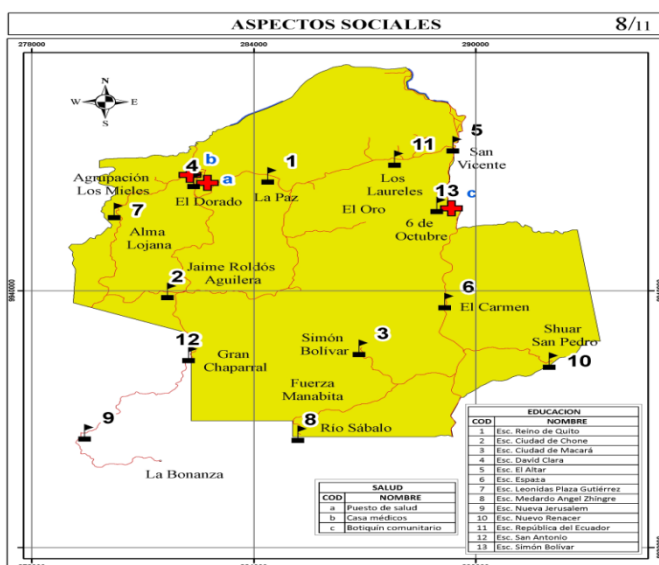 ASPECTOS SOCIALES 8/11
278000 284000 290000
N
W E
S
5
11
San
Vicente
b
4
a
1
Los
Laureles
Agrupación
Los Mieles
El Dorado
La Paz
13
c
7
El Oro
6 de
Octubre
Alma
Lojana
Jaime Roldós
Aguilera
2
6
9940000
El Carmen
12
Simón
Bolívar
3
Shuar
San Pedro
Gran
Chaparral
10
Fuerza
Manabita
9
8
Río Sábalo
La Bonanza
SALUD
COD NOMBRE
a Puesto de salud
b Casa médicos
c Botiquín comunitario
EDUCACION
COD NOMBRE
1 Esc. Reino de Quito
2 Esc. Ciudad de Chone
3 Esc. Ciudad de Macará
4 Esc. David Clara
5 Esc. El Altar
6 Esc. Espa±a
7 Esc. Leonidas Plaza Gutiérrez
8 Esc. Medardo Angel Zhingre
9 Esc. Nueva Jerusalem
10 Esc. Nuevo Renacer
11 Esc. República del Ecuador
12 Esc. San Antonio
13 Esc. Simón Bolívar